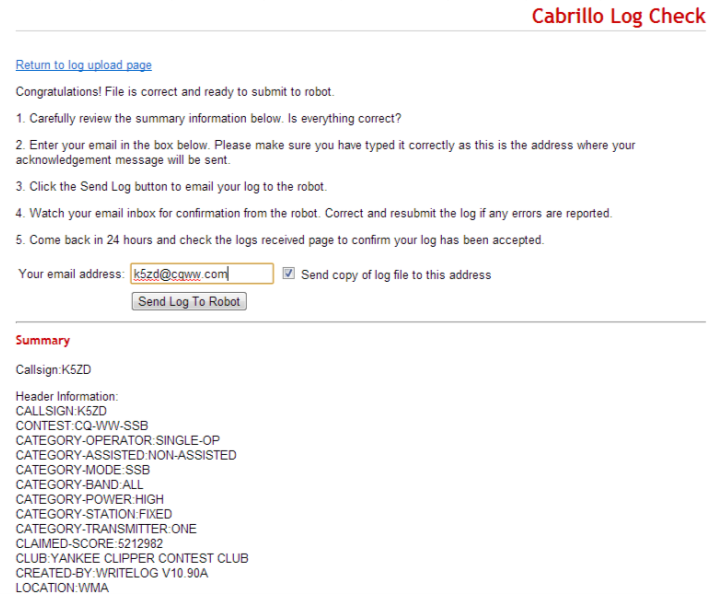 Cabrillo Log Check
Return to log upload page
Congratulations! File is correct and ready to submit to robot.
1. Carefully review the summary information below. Is everything correct?
2. Enter your email in the box below. Please make sure you have typed it correctly as this is the address where your
acknowledgement message will be sent.
3. Click the Send Log button to email your log to the robot.
4. Watch your email inbox for confirmation from the robot. Correct and resubmit the log if any errors are reported.
5. Come back in 24 hours and check the logs received page to confirm your log has been accepted.
Your email address: k5zd@cqww.com Send copy of log file to this address
Send Log To Robot
Summary
Callsign:K5ZD
Header Information:
CALLSIGN:K5ZD
CONTEST:CQ-WW-SSB
CATEGORY-OPERATOR:SINGLE-OP
CATEGORY-ASSISTED:NON-ASSISTED
CATEGORY-MODE:SSB
CATEGORY-BAND:ALL
CATEGORY-POWER:HIGH
CATEGORY-STATION:FIXED
CATEGORY-TRANSMITTER:ONE
CLAIMED-SCORE:5212982
CLUB:YANKEE CLIPPER CONTEST CLUB
CREATED-BY:WRITELOG V10.90A
LOCATION:WMA